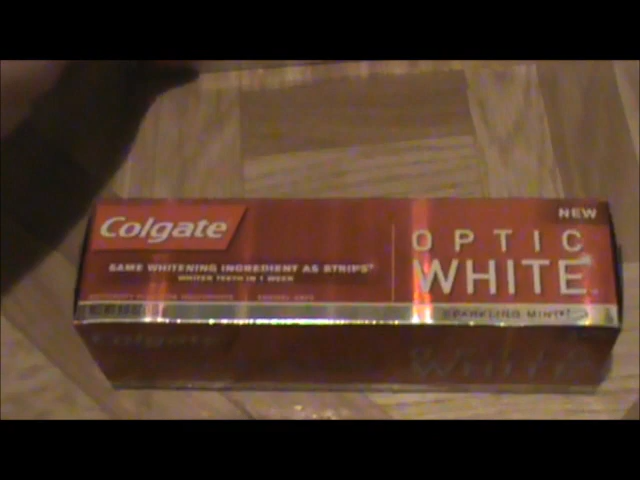 Colgate
NEW
OPTIC
WHITE
SAME WHITENING INGREDIENT AS STRIPS*
WHITER TEETH IN 1 WEEK
SPARKLING MINT